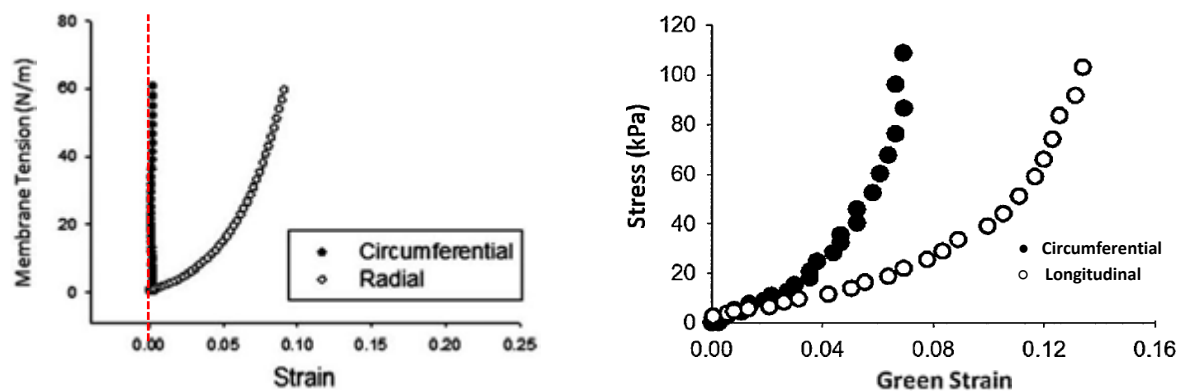 80
60
40
20
0
Membrane Tension (N/m)
Circumferential
Radial
0.00 0.05 0.10 0.15 0.20 0.25
Strain
120
100
80
60
40
20
0
Stress (kPa)
Circumferential
Longitudinal
0.00 0.04 0.08 0.12 0.16
Green Strain